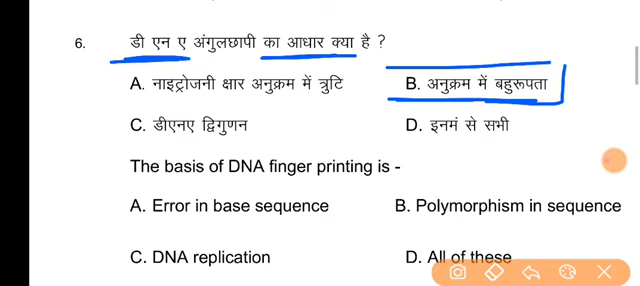 6. डी एन ए अंगुलछापी का आधार क्या है ?
A. नाइट्रोजनी क्षार अनुक्रम में त्रुटि B. अनुक्रम में बहुरूपता
C. डीएनए द्विगुणन D. इनमं से सभी
The basis of DNA finger printing is -
A. Error in base sequence B. Polymorphism in sequence
C. DNA replication D. All of these